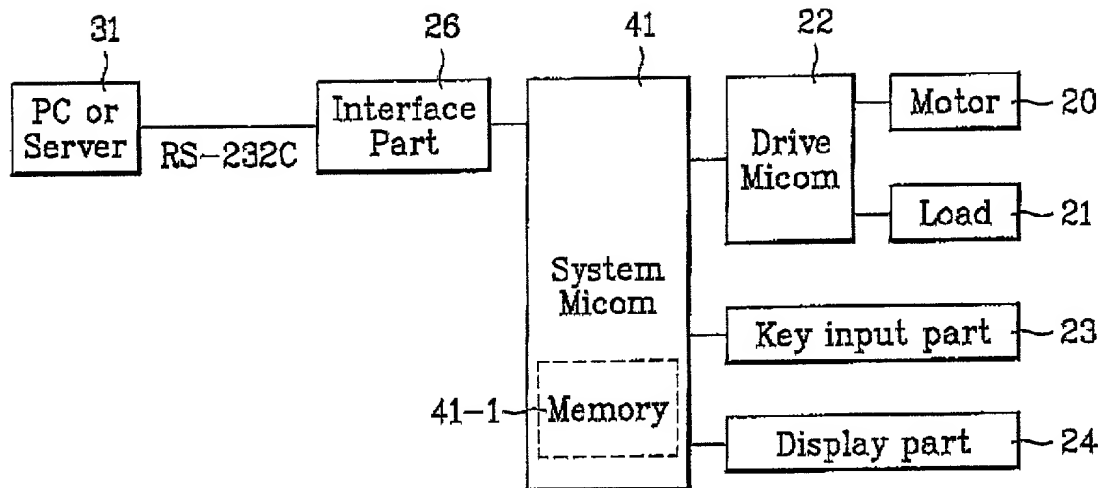 31
26
41
22
PC or
Server
RS-232C
Interface
Part
System
Micom
41-1
Memory
Drive
Micom
Motor
20
Load
21
Key input part
23
Display part
24